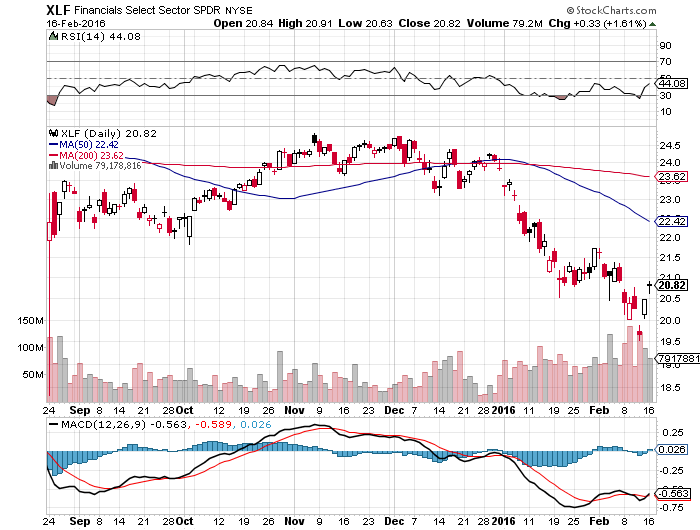 XLF Financials Select Sector SPDR NYSE
© StockCharts.com
16-Feb-2016
Open 20.84 High 20.91 Low 20.63 Close 20.82 Volume 79.2M Chg +0.33 (+1.61%)
RSI(14) 44.08
90
70
50
44.08
30
10
XLF (Daily) 20.82
MA(50) 22.42
MA(200) 23.62
Volume 79,178,816
24.5
24.0
23.62
23.5
23.0
22.42
22.0
21.5
21.0
20.82
20.5
20.0
19.5
7917881
19.0
18.5
150M
100M
50M
24 Sep 8 14 21 28 Oct 12 19 26 Nov 9 16 23 Dec 7 14 21 28 2016 11 19 25 Feb 8 16
MACD(12,26,9) -0.563, -0.589, 0.026
0.25
0.026
-0.563
-0.75
24 Sep 8 14 21 28 Oct 12 19 26 Nov 9 16 23 Dec 7 14 21 28 2016 11 19 25 Feb 8 16